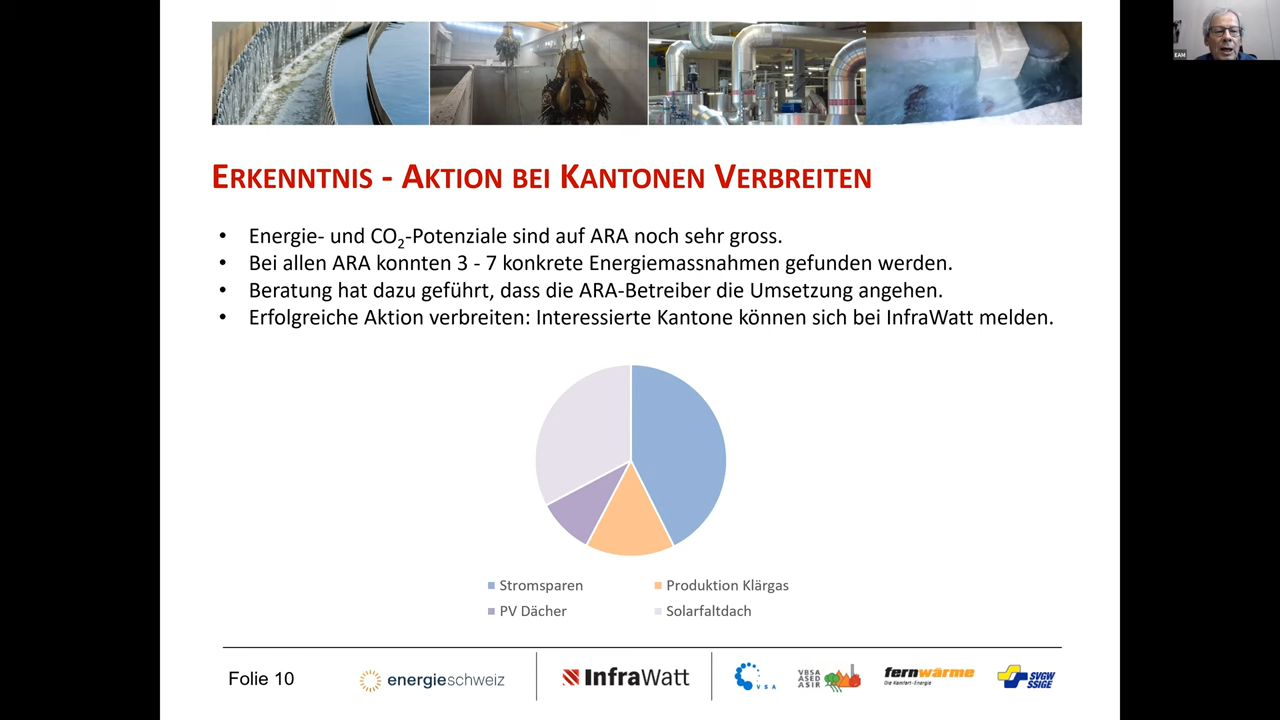 EAM
ERKENNTNIS - AKTION BEI KANTONEN VERBREITEN
• Energie- und CO₂-Potenziale sind auf ARA noch sehr gross.
• Bei allen ARA konnten 3 - 7 konkrete Energiemassnahmen gefunden werden.
• Beratung hat dazu geführt, dass die ARA-Betreiber die Umsetzung angehen.
• Erfolgreiche Aktion verbreiten: Interessierte Kantone können sich bei InfraWatt melden.
Stromsparen
Produktion Klärgas
PV Dächer
Solarfaltdach
Folie 10
energieschweiz
InfraWatt
VSA
VBSA
ASED
ASIR
fernwärme
Die Komfort-Energie
SVGW
SSIGE